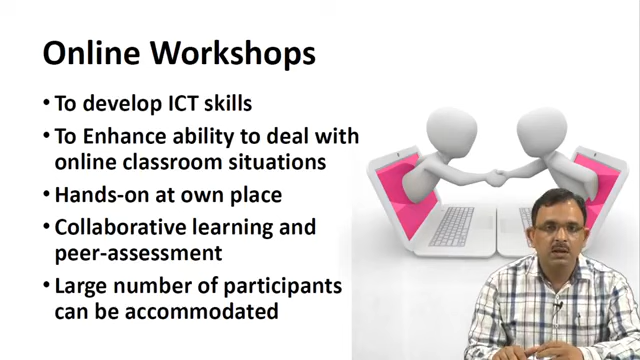 Online Workshops
• To develop ICT skills
• To Enhance ability to deal with
online classroom situations
• Hands-on at own place
• Collaborative learning and
peer-assessment
• Large number of participants
can be accommodated